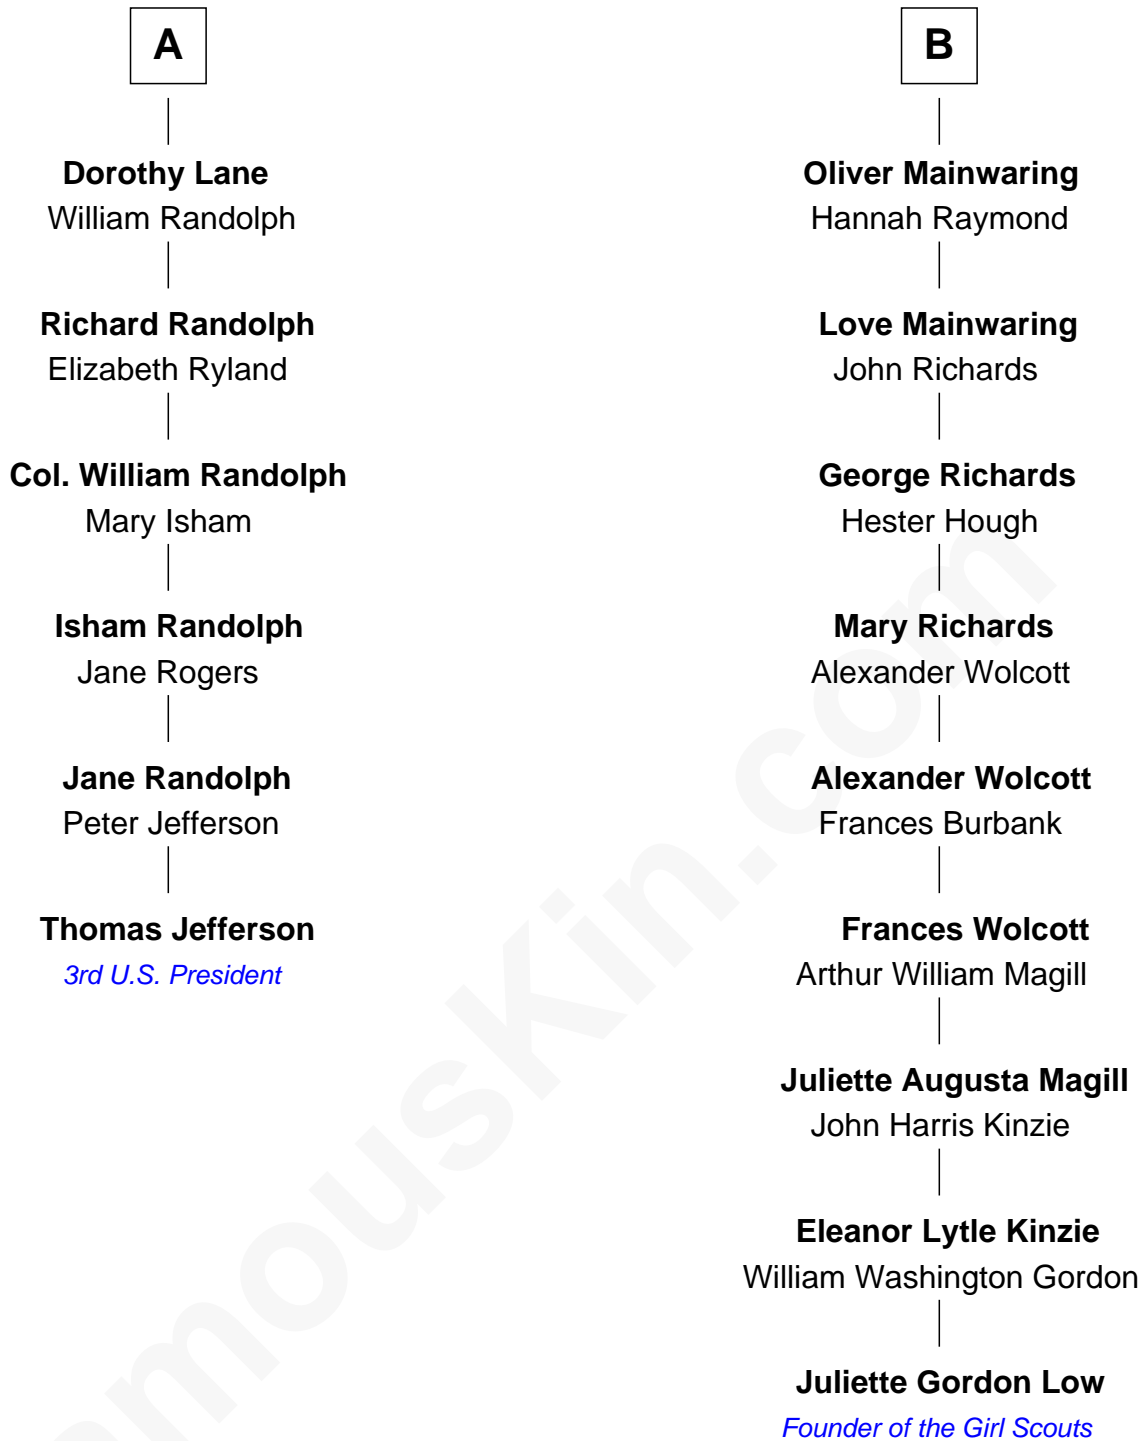 A
Dorothy Lane
William Randolph
Richard Randolph
Elizabeth Ryland
Col. William Randolph
Mary Isham
Isham Randolph
Jane Rogers
Jane Randolph
Peter Jefferson
Thomas Jefferson
3rd U.S. President
B
Oliver Mainwaring
Hannah Raymond
Love Mainwaring
John Richards
George Richards
Hester Hough
Mary Richards
Alexander Wolcott
Alexander Wolcott
Frances Burbank
Frances Wolcott
Arthur William Magill
Juliette Augusta Magill
John Harris Kinzie
Eleanor Lytle Kinzie
William Washington Gordon
Juliette Gordon Low
Founder of the Girl Scouts
amouskin.com